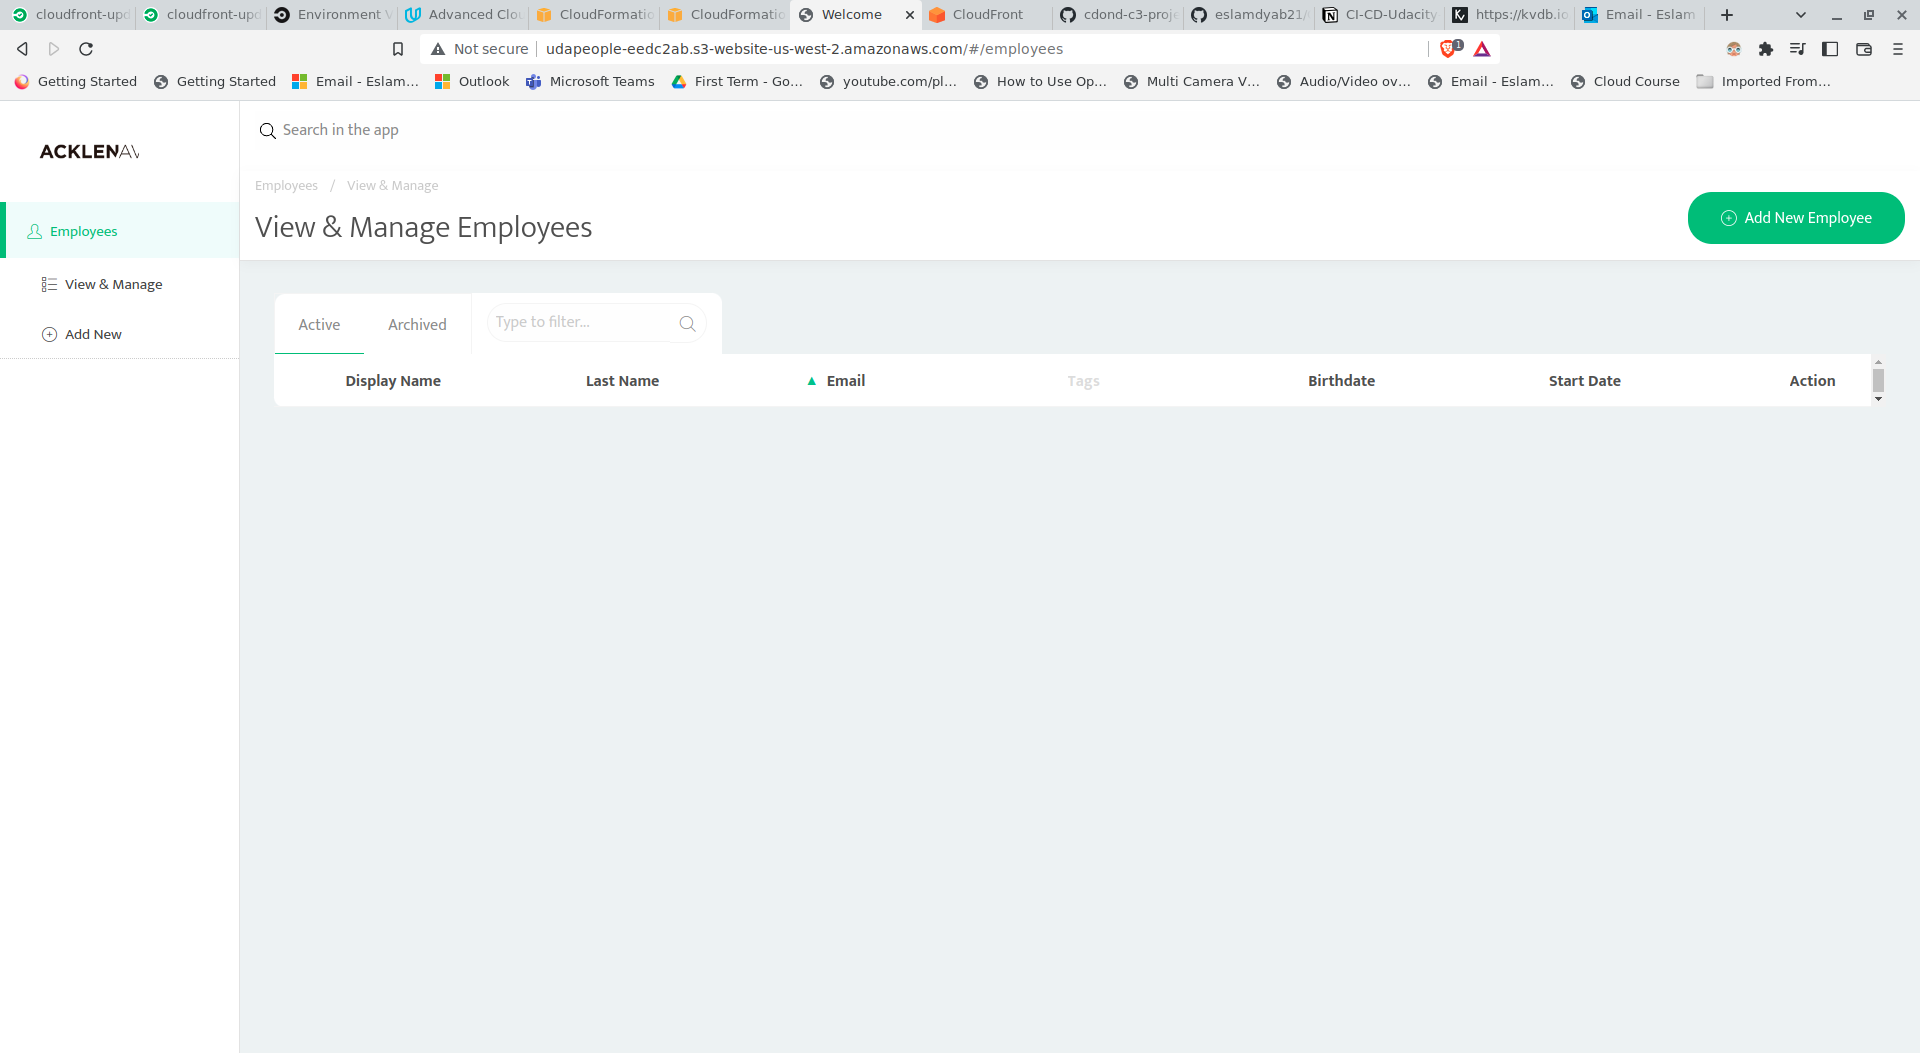 cloudfront-upd cloudfront-upd Environment V Advanced Clou CloudFormatio CloudFormatio Welcome CloudFront cdond-c3-proje eslamdyab21/ CI-CD-Udacity https://kvdb.io Email - Eslam
Not secure udapeople-eedc2ab.s3-website-us-west-2.amazonaws.com/#/employees 1
Getting Started Getting Started Email - Eslam... Outlook Microsoft Teams First Term - Go... youtube.com/pl... How to Use Op... Multi Camera V... Audio/Video ov... Email - Eslam... Cloud Course Imported From...
Search in the app
ACKLENAV
Employees / View & Manage
View & Manage Employees
Add New Employee
Employees
View & Manage
Add New
Active Archived Type to filter...
Display Name Last Name Email Tags Birthdate Start Date Action